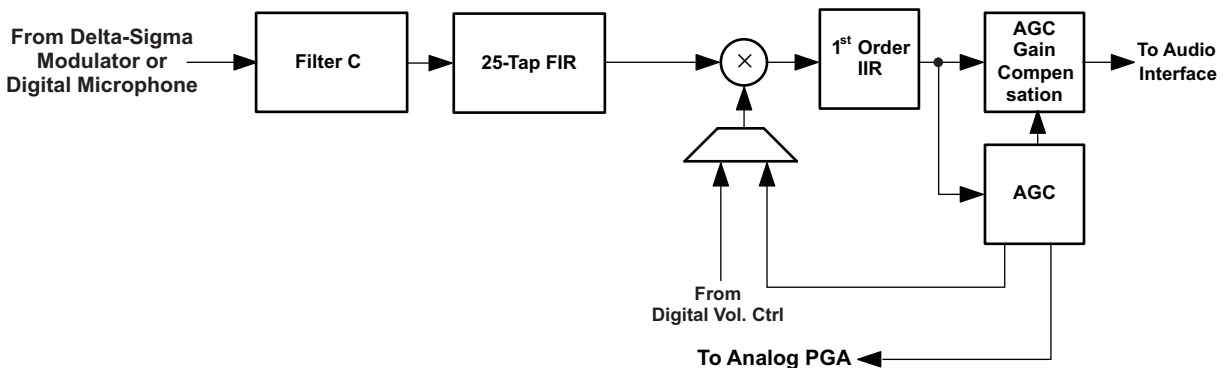 From Delta-Sigma
Modulator or
Digital Microphone
Filter C
25-Tap FIR
×
1st Order
IIR
AGC
Gain
Compen
sation
To Audio
Interface
AGC
From
Digital Vol. Ctrl
To Analog PGA